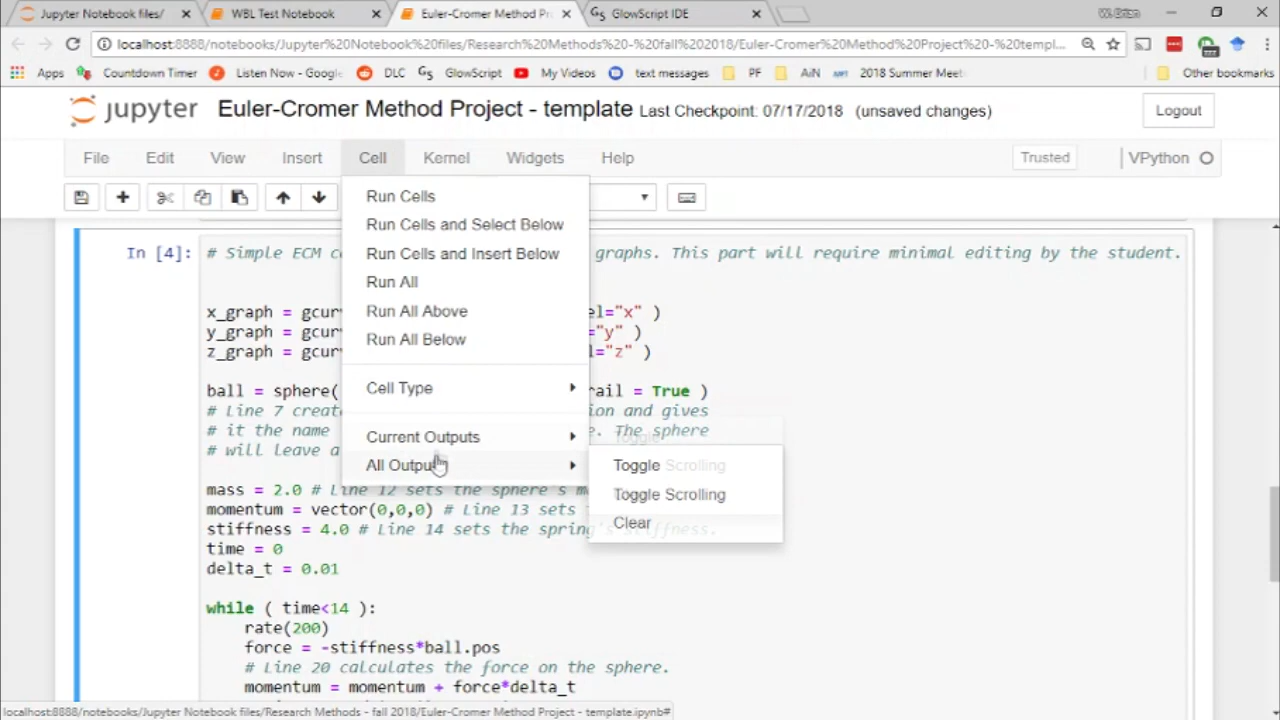 Jupyter Notebook files/ WBL Test Notebook Euler-Cromer Method Pr GlowScript IDE
localhost:8888/notebooks/Jupyter%20Notebook%20files/Research%20Methods%20-%20fall%202018/Euler-Cromer%20Method%20Project%20-%20templ...
Apps Countdown Timer Listen Now - Google DLC GlowScript My Videos text messages PF AiN 2018 Summer Meet Other bookmarks
jupyter Euler-Cromer Method Project - template Last Checkpoint: 07/17/2018 (unsaved changes) Logout
File Edit View Insert Cell Kernel Widgets Help Trusted VPython
Run Cells
Run Cells and Select Below
Run Cells and Insert Below
Run All
Run All Above
Run All Below
Cell Type
Current Outputs
All Outpu
Toggle
Toggle Scrolling
Toggle Scrolling
Clear
In [4]: # Simple ECM c graphs. This part will require minimal editing by the student.
x_graph = gcur el="x" )
y_graph = gcur ="y" )
z_graph = gcur l="z" )
ball = sphere( rail = True )
# Line 7 creat ion and gives
# it the name e. The sphere
# will leave a
mass = 2.0 # Line 12 sets the sphere's m
momentum = vector(0,0,0) # Line 13 sets
stiffness = 4.0 # Line 14 sets the spring's stiffness.
time = 0
delta_t = 0.01
while ( time<14 ):
rate(200)
force = -stiffness*ball.pos
# Line 20 calculates the force on the sphere.
momentum = momentum + force*delta_t
localhost:8888/notebooks/Jupyter Notebook files/Research Methods - fall 2018/Euler-Cromer Method Project - template.ipynb#